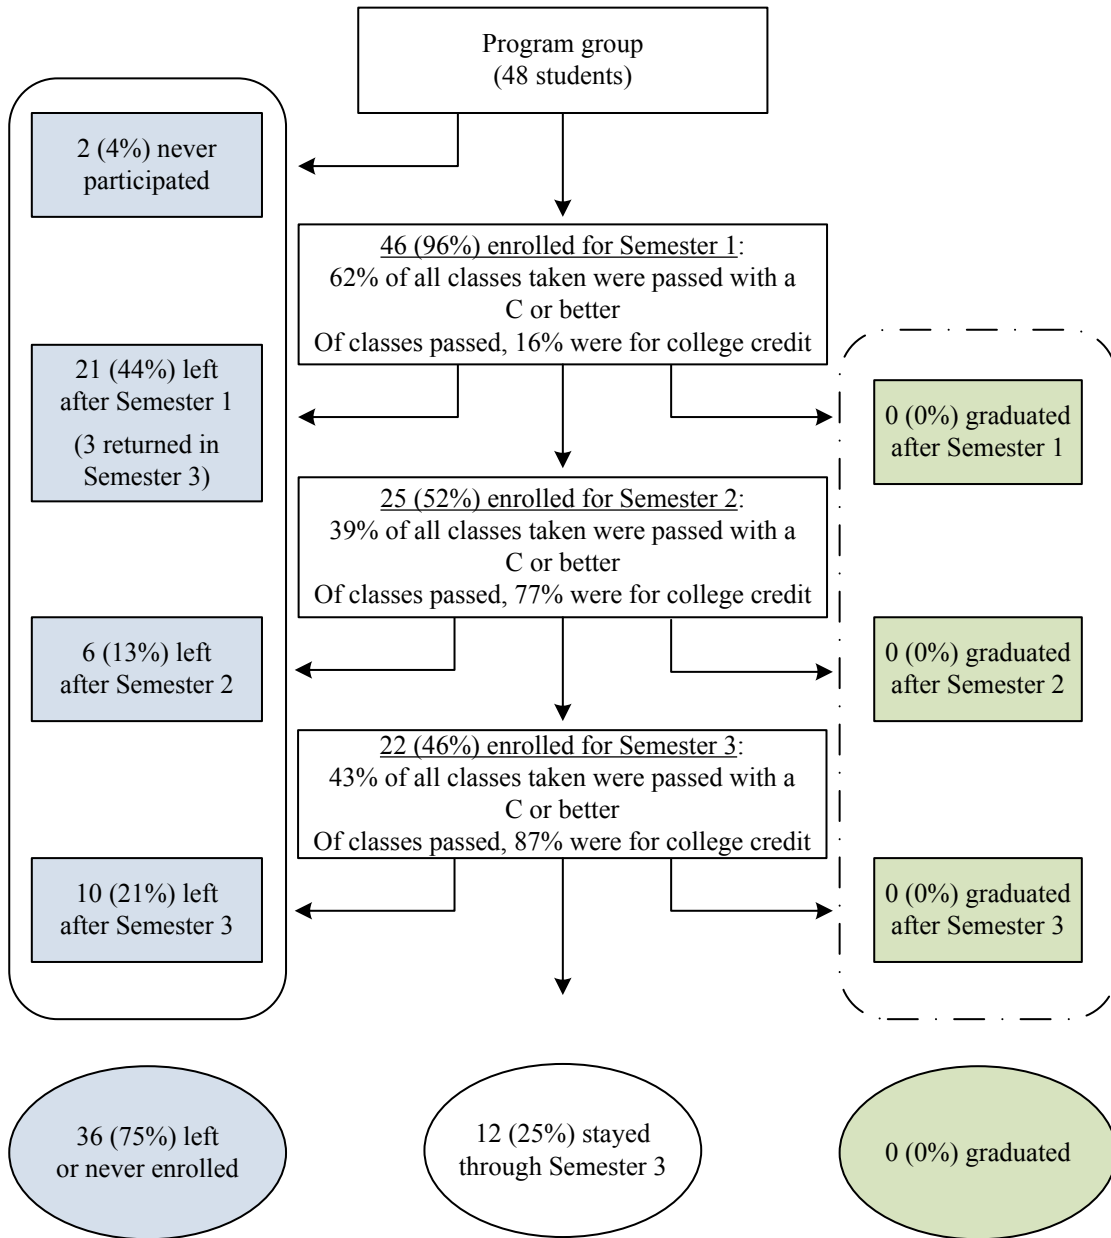 Program group
(48 students)
2 (4%) never
participated
46 (96%) enrolled for Semester 1:
62% of all classes taken were passed with a
C or better
Of classes passed, 16% were for college credit
21 (44%) left
after Semester 1
(3 returned in
Semester 3)
0 (0%) graduated
after Semester 1
25 (52%) enrolled for Semester 2:
39% of all classes taken were passed with a
C or better
Of classes passed, 77% were for college credit
6 (13%) left
after Semester 2
0 (0%) graduated
after Semester 2
22 (46%) enrolled for Semester 3:
43% of all classes taken were passed with a
C or better
Of classes passed, 87% were for college credit
10 (21%) left
after Semester 3
0 (0%) graduated
after Semester 3
36 (75%) left
or never enrolled
12 (25%) stayed
through Semester 3
0 (0%) graduated